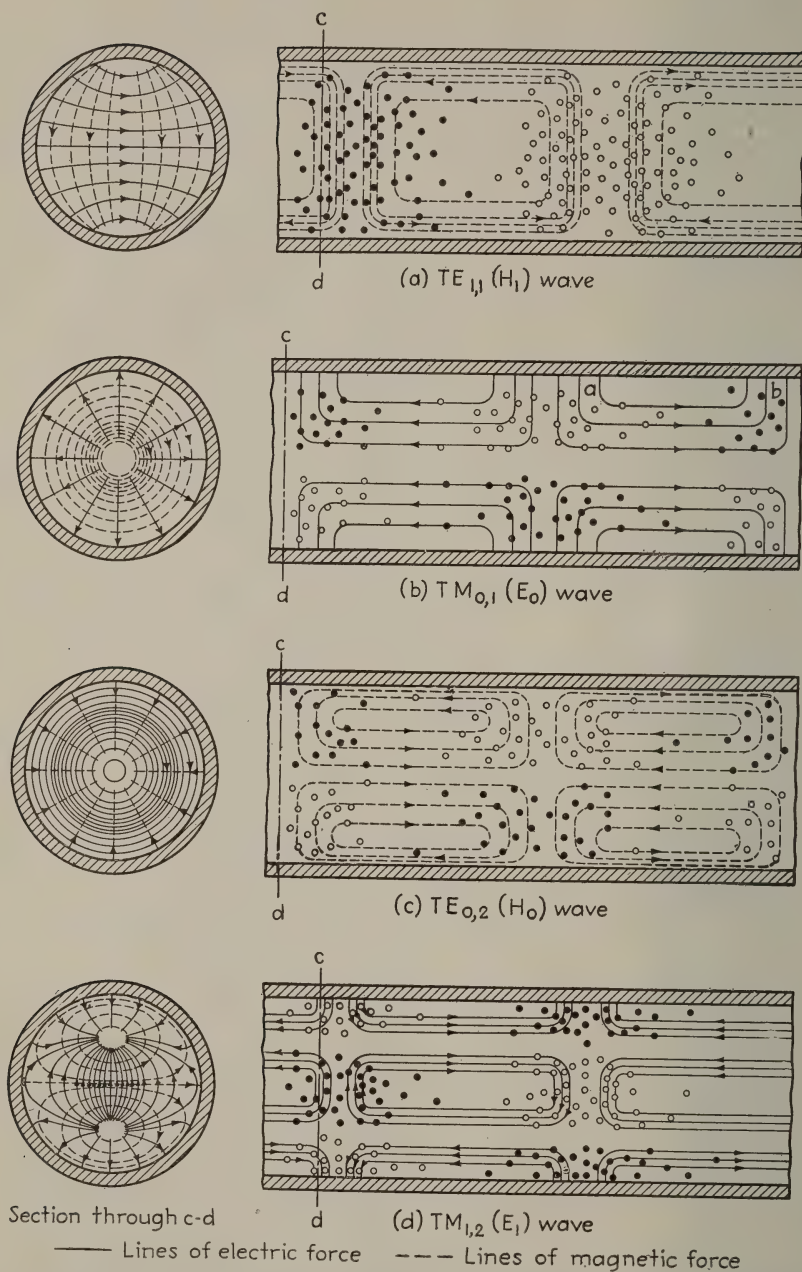 c
d
(a) TE1,1 (H1) wave
c
a b
d
(b) TM0,1 (E0) wave
c
d
(c) TE0,2 (H0) wave
c
d
(d) TM1,2 (E1) wave
Section through c-d
Lines of electric force Lines of magnetic force